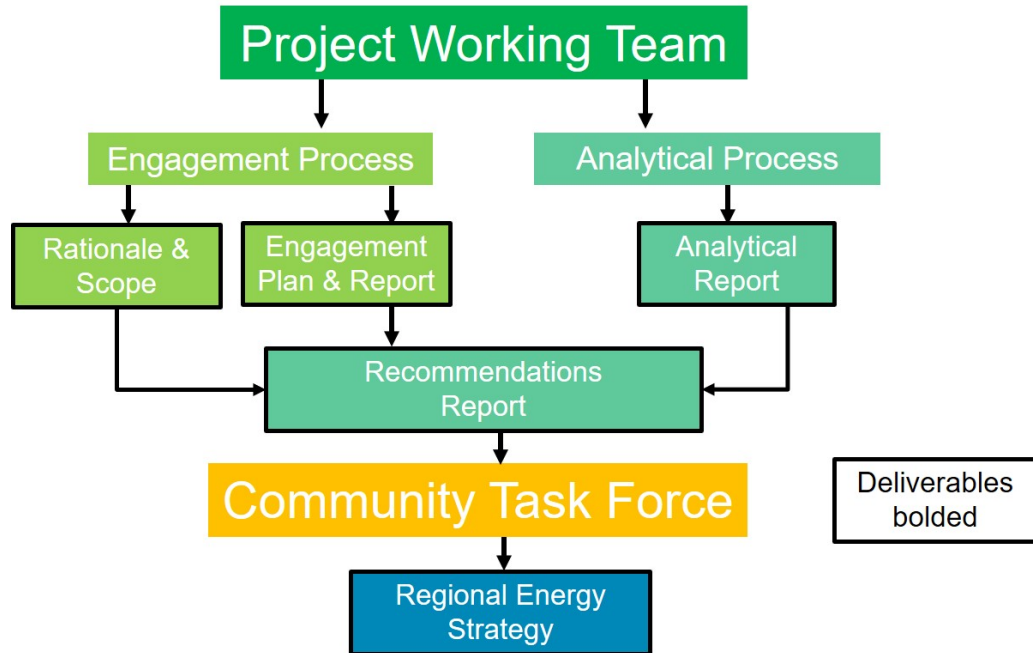 Project Working Team
Engagement Process
Analytical Process
Rationale &
Scope
Engagement
Plan & Report
Analytical
Report
Recommendations
Report
Community Task Force
Deliverables
bolded
Regional Energy
Strategy